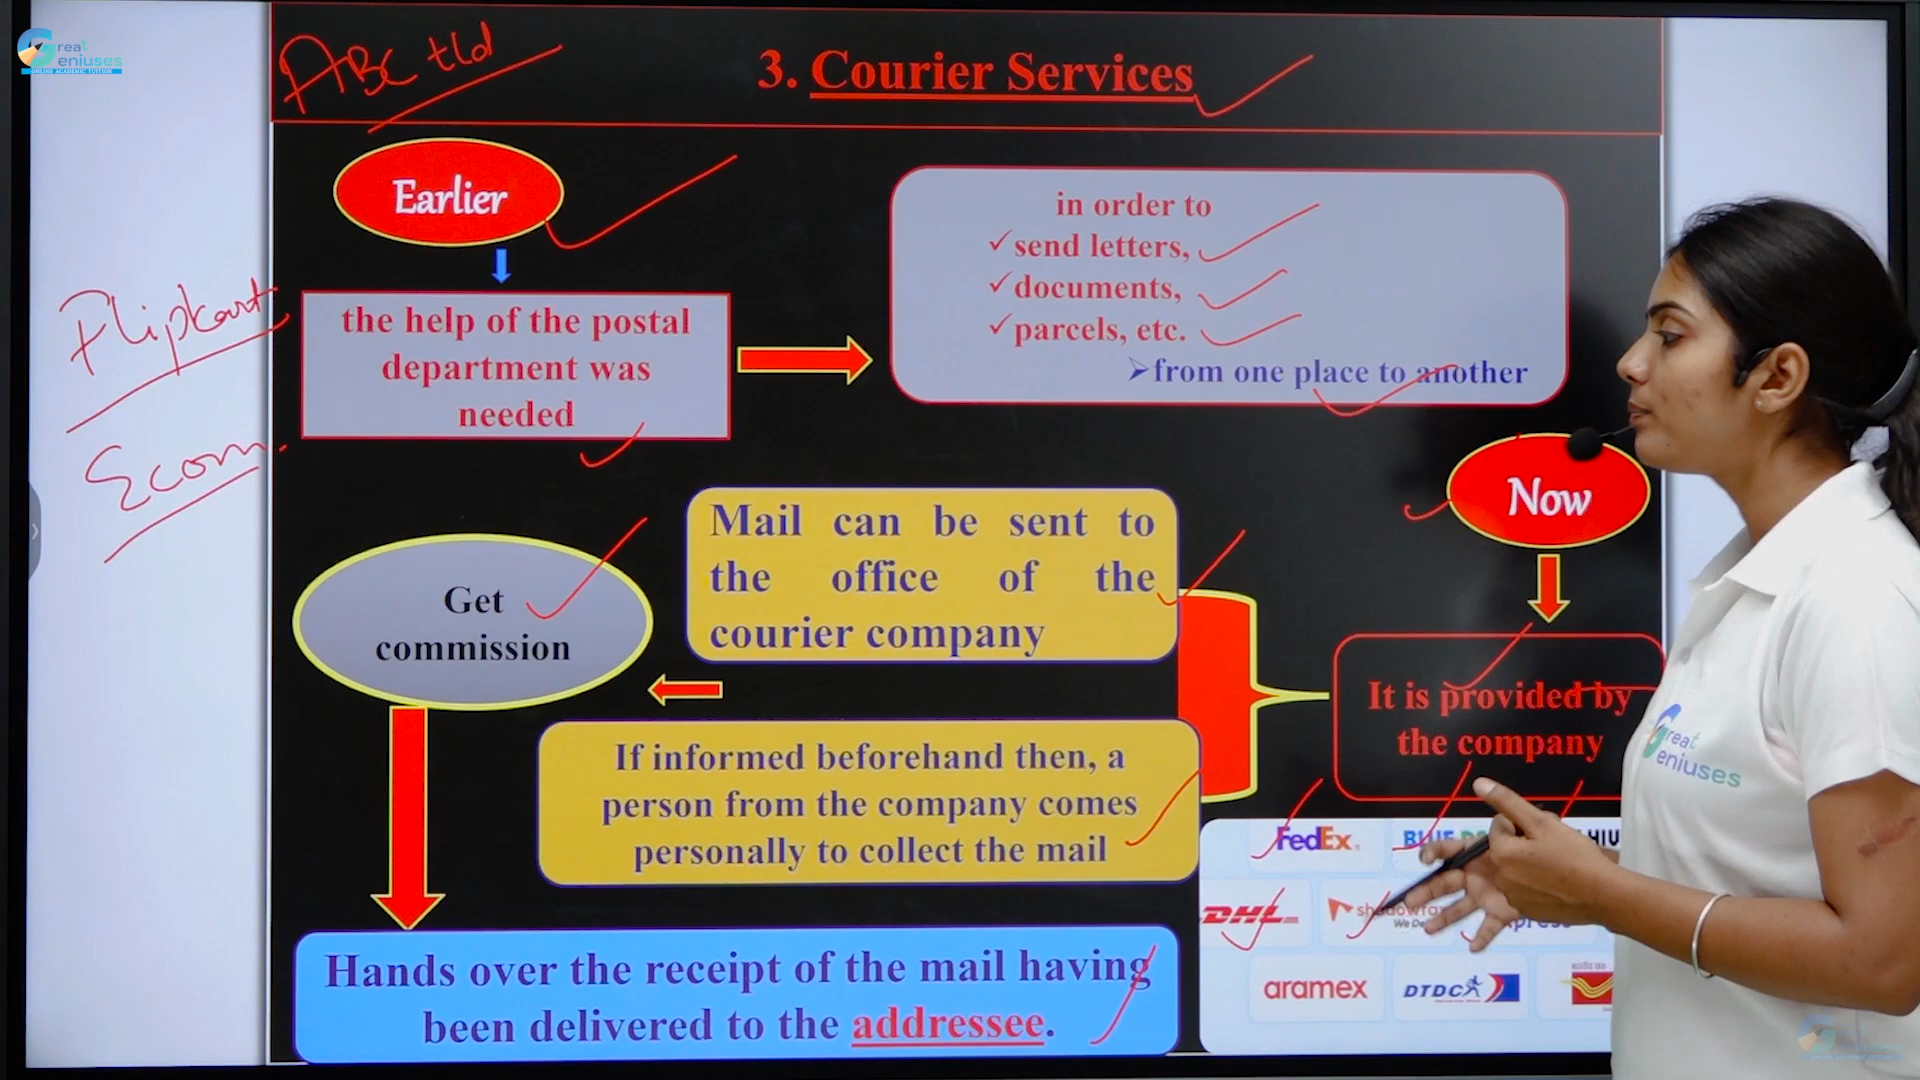 Great
Geniuses
ONLINE ACADEMIC TUITION
ABC tld
3. Courier Services
Earlier
the help of the postal
department was
needed
in order to
✓send letters,
✓documents,
✓parcels, etc.
➢from one place to another
Flipkart
Ecom.
Now
It is provided by
the company
Mail can be sent to
the office of the
courier company
If informed beforehand then, a
person from the company comes
personally to collect the mail
Get
commission
Hands over the receipt of the mail having
been delivered to the addressee.
FedEx
BLUE
DHL
shadowfax
aramex
DTDC
Great
Geniuses